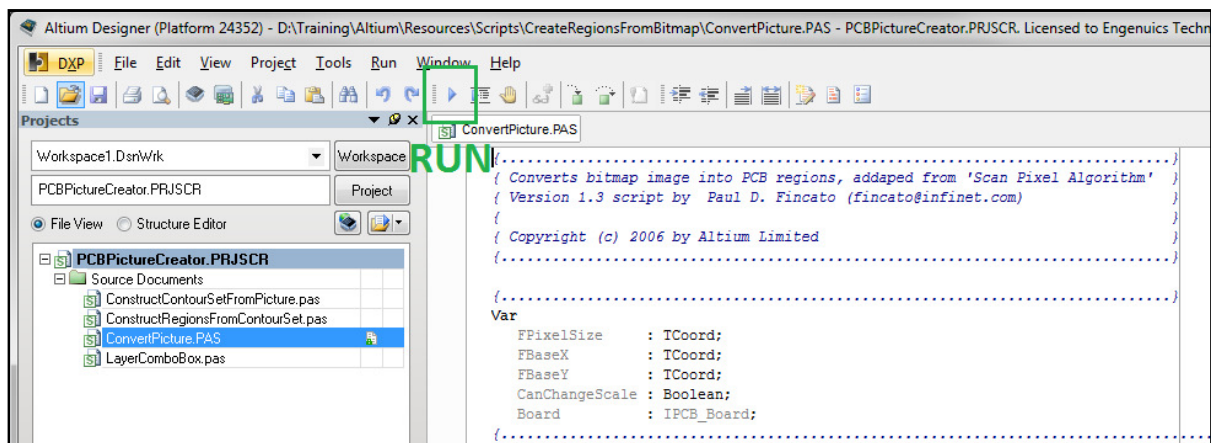 Altium Designer (Platform 24352) - D:\Training\Altium\Resources\Scripts\CreateRegionsFromBitmap\ConvertPicture.PAS - PCBPictureCreator.PRJSCR. Licensed to Engenuics Techn
DXP File Edit View Project Tools Run Window Help
Projects
ConvertPicture.PAS
Workspace1.DsnWrk Workspace
RUN
PCBPictureCreator.PRJSCR Project
File View Structure Editor
PCBPictureCreator.PRJSCR
Source Documents
ConstructContourSetFromPicture.pas
ConstructRegionsFromContourSet.pas
ConvertPicture.PAS
LayerComboBox.pas
{..............................................................................}
{ Converts bitmap image into PCB regions, addaped from 'Scan Pixel Algorithm' }
{ Version 1.3 script by Paul D. Fincato (fincato@infinet.com) }
{ }
{ Copyright (c) 2006 by Altium Limited }
{..............................................................................}
{..............................................................................}
Var
FPixelSize : TCoord;
FBaseX : TCoord;
FBaseY : TCoord;
CanChangeScale : Boolean;
Board : IPCB_Board;
{..............................................................................